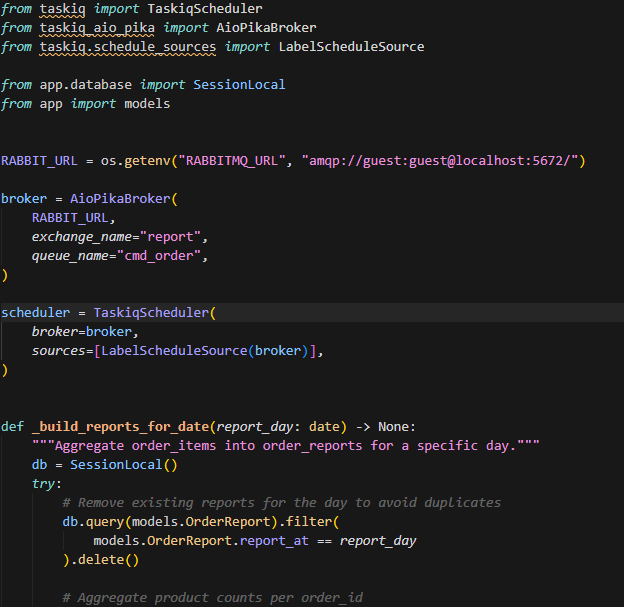 from taskiq import TaskiqScheduler
from taskiq_aio_pika import AioPikaBroker
from taskiq.schedule_sources import LabelScheduleSource
from app.database import SessionLocal
from app import models
RABBIT_URL = os.getenv("RABBITMQ_URL", "amqp://guest:guest@localhost:5672/")
broker = AioPikaBroker(
    RABBIT_URL,
    exchange_name="report",
    queue_name="cmd_order",
)
scheduler = TaskiqScheduler(
    broker=broker,
    sources=[LabelScheduleSource(broker)],
)
def _build_reports_for_date(report_day: date) -> None:
    """Aggregate order_items into order_reports for a specific day."""
    db = SessionLocal()
    try:
        # Remove existing reports for the day to avoid duplicates
        db.query(models.OrderReport).filter(
            models.OrderReport.report_at == report_day
        ).delete()
        # Aggregate product counts per order_id